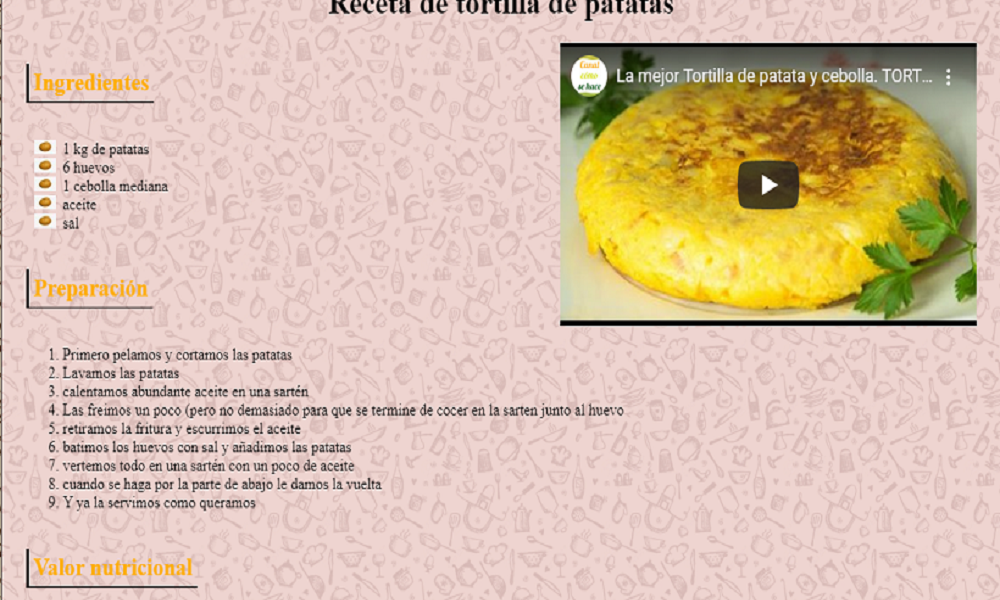 Receta de tortilla de patatas
Ingredientes
1 kg de patatas
6 huevos
1 cebolla mediana
aceite
sal
Canal
cómo
se hace
La mejor Tortilla de patata y cebolla. TORT...
Preparación
1. Primero pelamos y cortamos las patatas
2. Lavamos las patatas
3. calentamos abundante aceite en una sartén
4. Las freimos un poco (pero no demasiado para que se termine de cocer en la sarten junto al huevo
5. retiramos la fritura y escurrimos el aceite
6. batimos los huevos con sal y añadimos las patatas
7. vertemos todo en una sartén con un poco de aceite
8. cuando se haga por la parte de abajo le damos la vuelta
9. Y ya la servimos como queramos
Valor nutricional